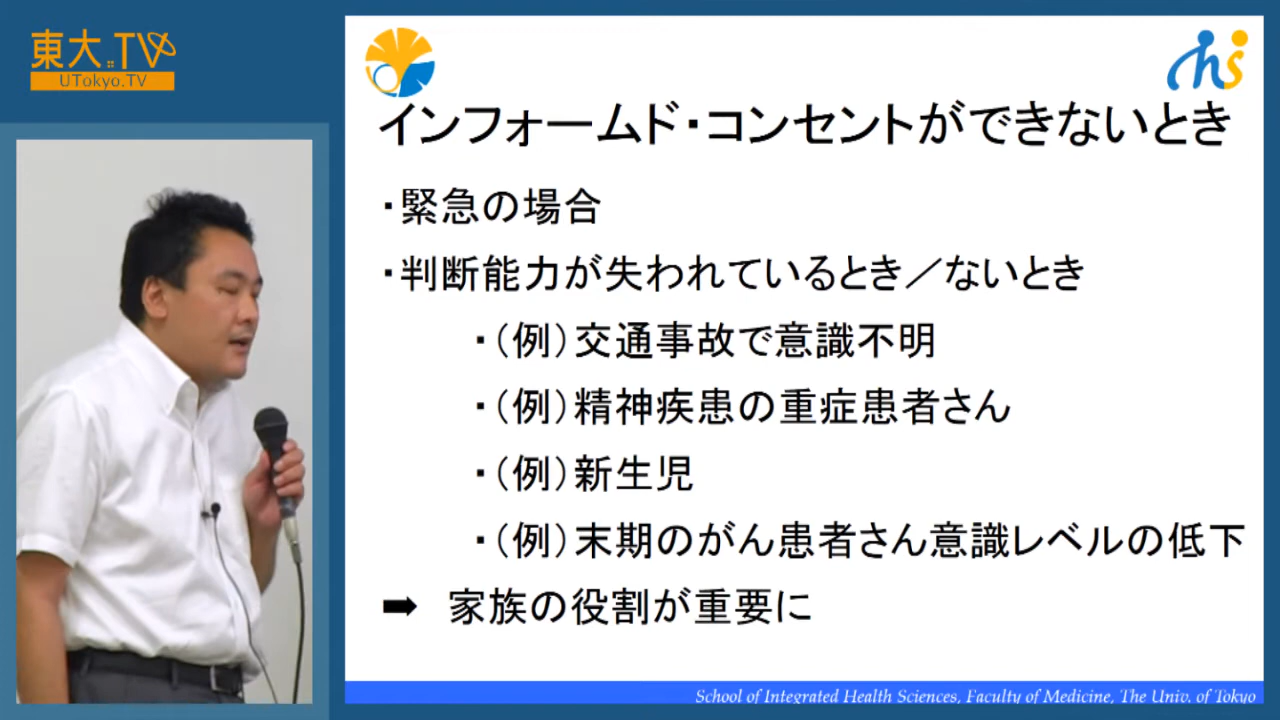 東大.TV
UTokyo.TV
インフォームド・コンセントができないとき
・緊急の場合
・判断能力が失われているとき／ないとき
・（例）交通事故で意識不明
・（例）精神疾患の重症患者さん
・（例）新生児
・（例）末期のがん患者さん意識レベルの低下
➡ 家族の役割が重要に
School of Integrated Health Sciences, Faculty of Medicine, The Univ. of Tokyo